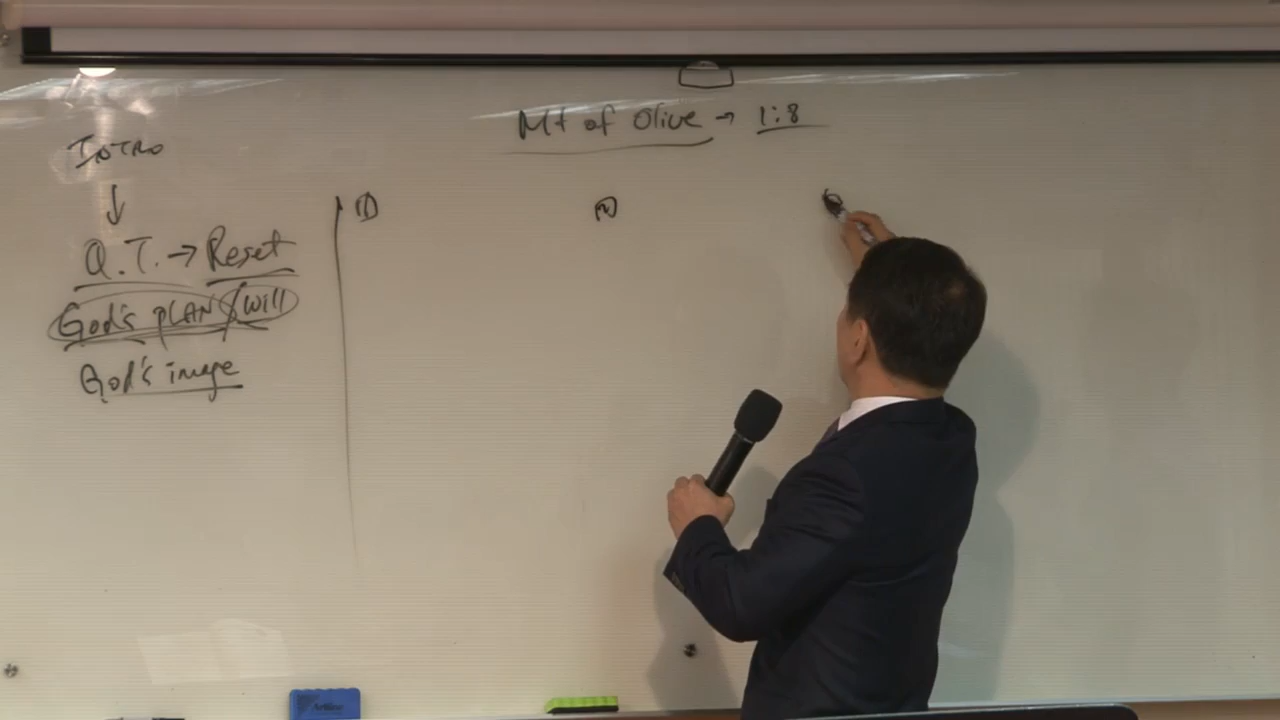 Mt of Olive → 1:8
INTRO
↓
Q.T. → Reset
God's PLAN / will
God's image
① ②